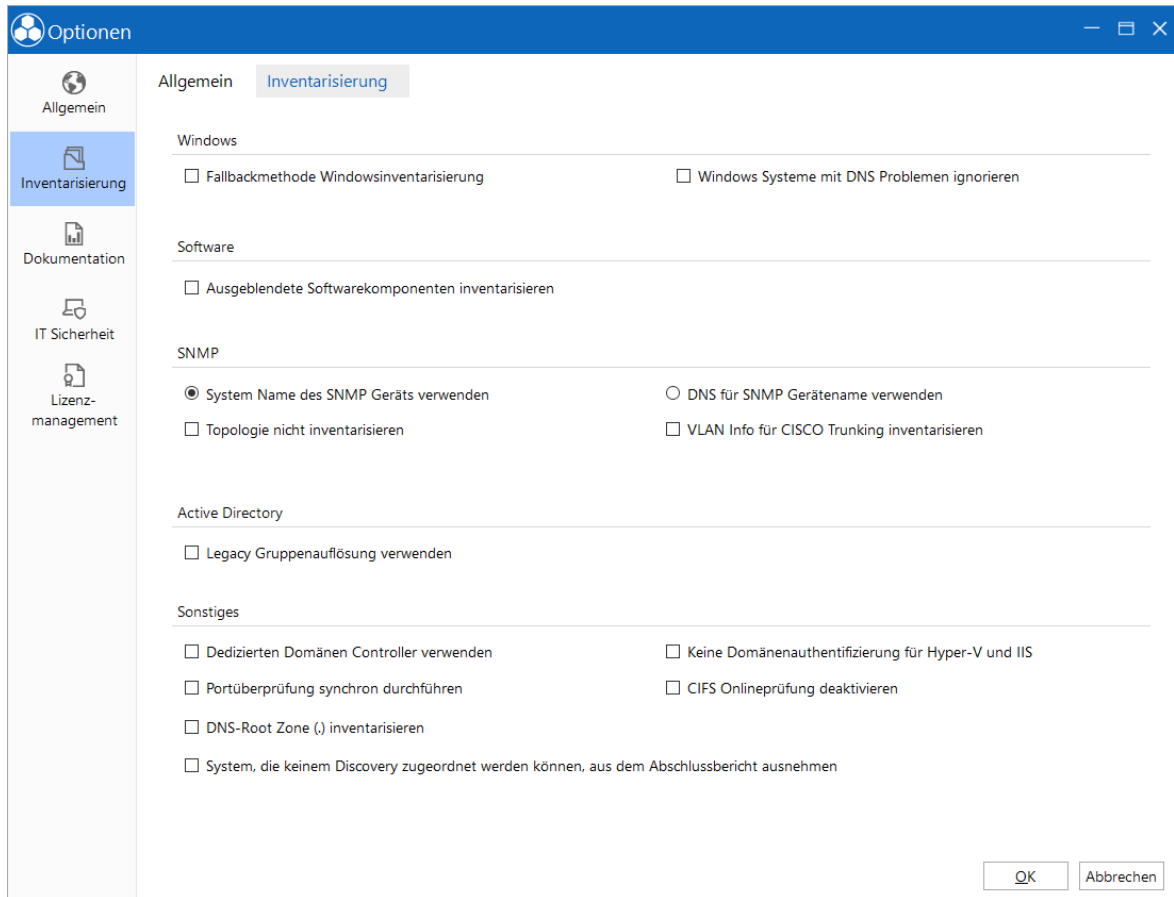 Optionen
Allgemein
Inventarisierung
Dokumentation
IT Sicherheit
Lizenz-
management
Allgemein Inventarisierung
Windows
Fallbackmethode Windowsinventarisierung Windows Systeme mit DNS Problemen ignorieren
Software
Ausgeblendete Softwarekomponenten inventarisieren
SNMP
System Name des SNMP Geräts verwenden DNS für SNMP Gerätename verwenden
Topologie nicht inventarisieren VLAN Info für CISCO Trunking inventarisieren
Active Directory
Legacy Gruppenauflösung verwenden
Sonstiges
Dedizierten Domänen Controller verwenden Keine Domänenauthentifizierung für Hyper-V und IIS
Portüberprüfung synchron durchführen CIFS Onlineprüfung deaktivieren
DNS-Root Zone (.) inventarisieren
System, die keinem Discovery zugeordnet werden können, aus dem Abschlussbericht ausnehmen
OK Abbrechen